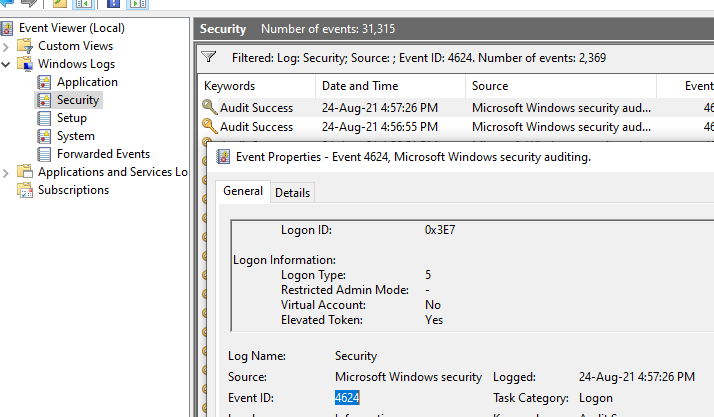 Event Viewer (Local)
Custom Views
Windows Logs
Application
Security
Setup
System
Forwarded Events
Applications and Services Lo
Subscriptions
Security Number of events: 31,315
Filtered: Log: Security; Source: ; Event ID: 4624. Number of events: 2,369
Keywords Date and Time Source Event
Audit Success 24-Aug-21 4:57:26 PM Microsoft Windows security aud... 46
Audit Success 24-Aug-21 4:56:55 PM Microsoft Windows security aud... 46
Event Properties - Event 4624, Microsoft Windows security auditing.
General Details
Logon ID: 0x3E7
Logon Information:
Logon Type: 5
Restricted Admin Mode: -
Virtual Account: No
Elevated Token: Yes
Log Name: Security
Source: Microsoft Windows security Logged: 24-Aug-21 4:57:26 PM
Event ID: 4624 Task Category: Logon